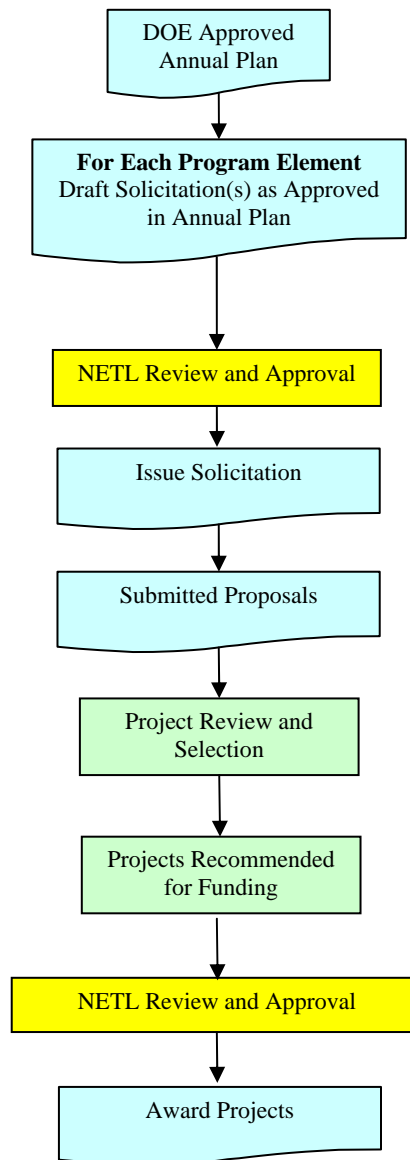 DOE Approved
Annual Plan
For Each Program Element
Draft Solicitation(s) as Approved
in Annual Plan
NETL Review and Approval
Issue Solicitation
Submitted Proposals
Project Review and
Selection
Projects Recommended
for Funding
NETL Review and Approval
Award Projects